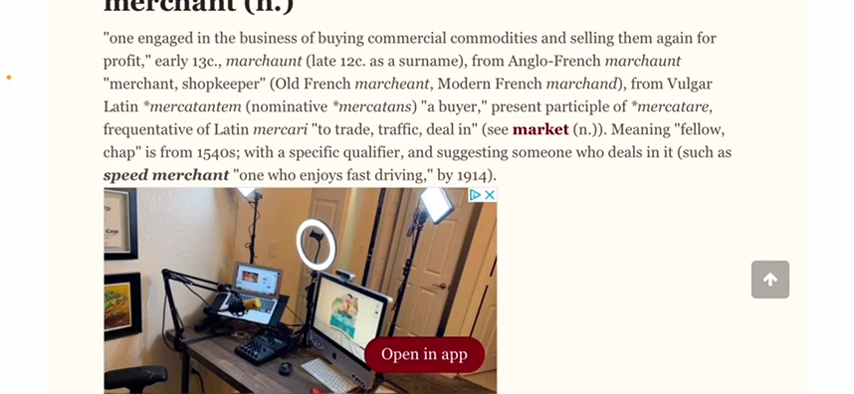 merchant (n.)
"one engaged in the business of buying commercial commodities and selling them again for
profit," early 13c., marchaunt (late 12c. as a surname), from Anglo-French marchaunt
"merchant, shopkeeper" (Old French marcheant, Modern French marchand), from Vulgar
Latin *mercatantem (nominative *mercatans) "a buyer," present participle of *mercatare,
frequentative of Latin mercari "to trade, traffic, deal in" (see market (n.)). Meaning "fellow,
chap" is from 1540s; with a specific qualifier, and suggesting someone who deals in it (such as
speed merchant "one who enjoys fast driving," by 1914).
Open in app